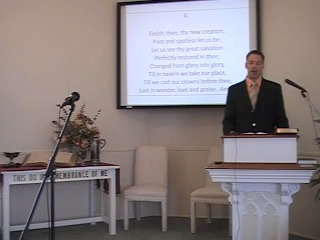 Finish, then, thy new creation;
Pure and spotless let us be;
Let us see thy great salvation
Perfectly restored in thee;
Changed from glory into glory,
Till in heav'n we take our place,
Till we cast our crowns before thee,
Lost in wonder, love and praise.
THIS DO IN REMEMBRANCE OF ME